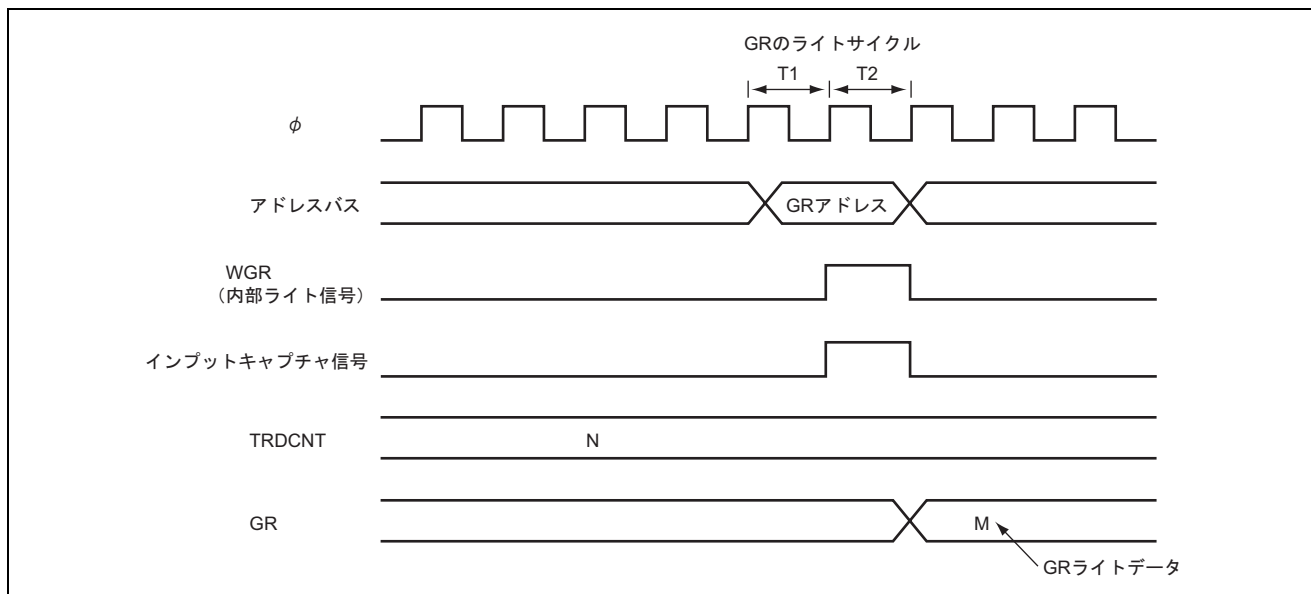 GRのライトサイクル
T1
T2
φ
アドレスバス
GRアドレス
WGR
（内部ライト信号）
インプットキャプチャ信号
TRDCNT
N
GR
M
GRライトデータ